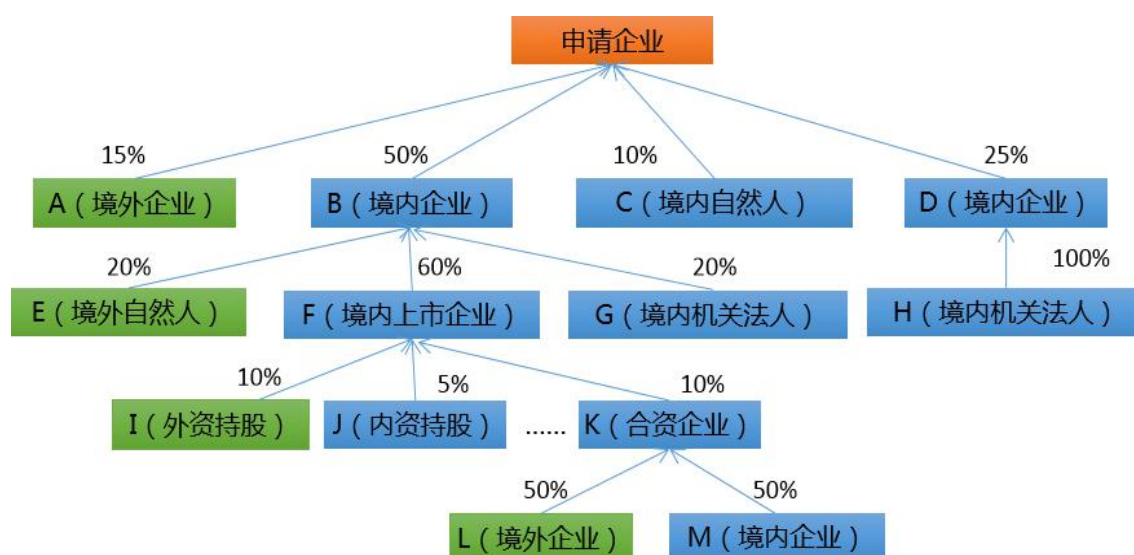 申请企业
15%
50%
10%
25%
A（境外企业）
B（境内企业）
C（境内自然人）
D（境内企业）
20%
60%
20%
100%
E（境外自然人）
F（境内上市企业）
G（境内机关法人）
H（境内机关法人）
10%
5%
10%
I（外资持股）
J（内资持股）
......
K（合资企业）
50%
50%
L（境外企业）
M（境内企业）